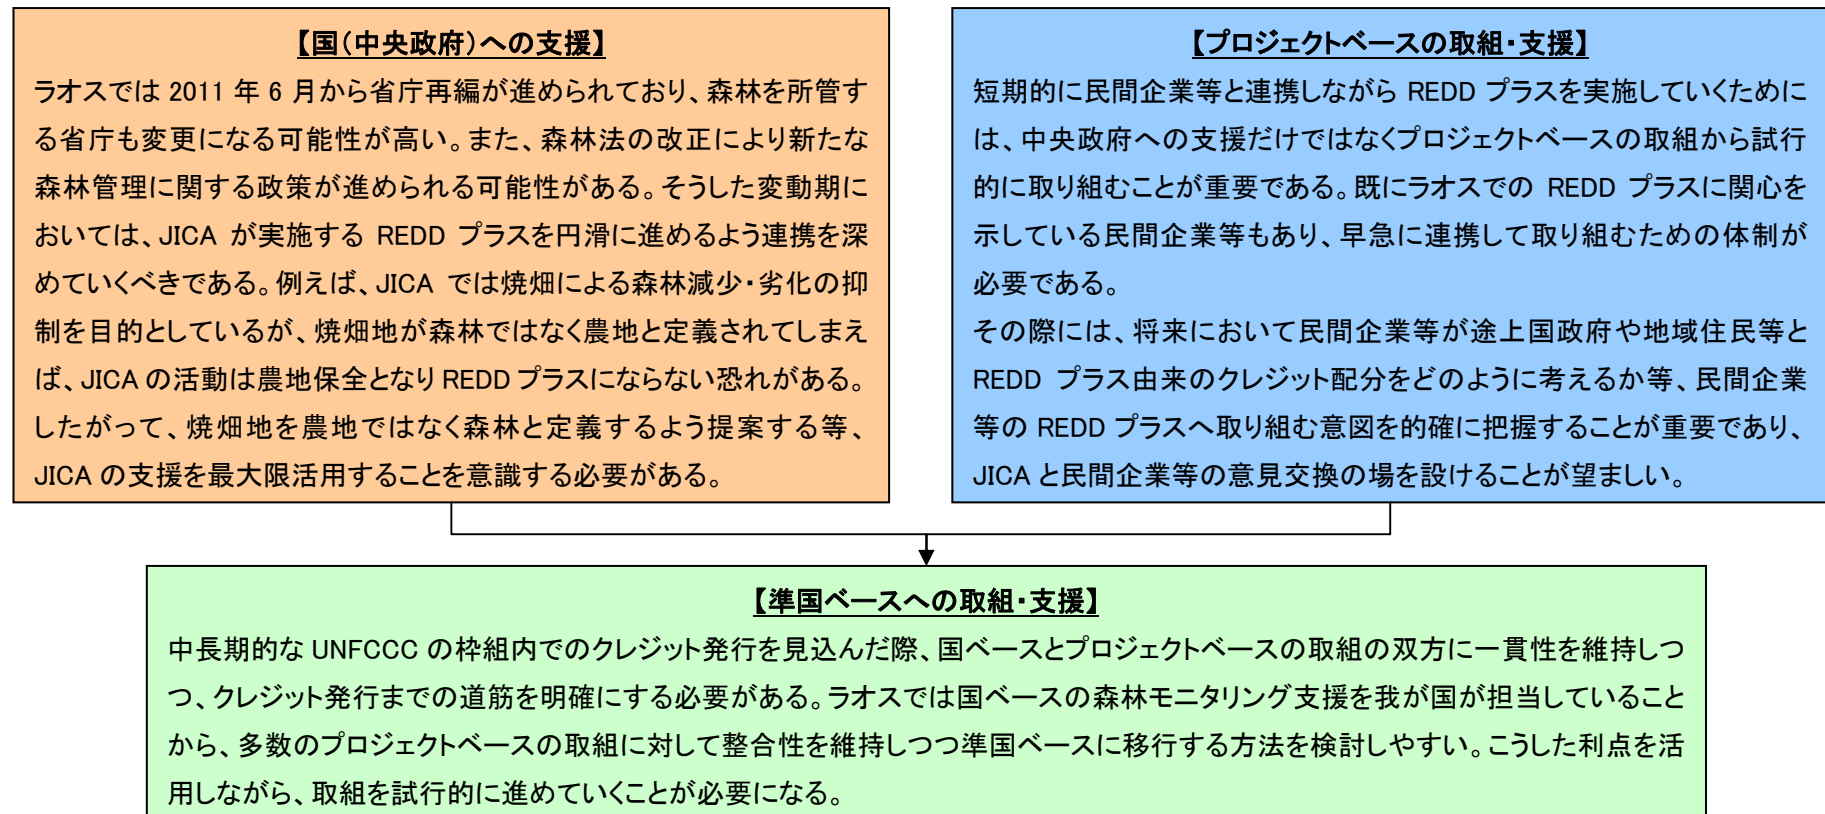 【国（中央政府）への支援】
ラオスでは 2011 年 6 月から省庁再編が進められており、森林を所管す
る省庁も変更になる可能性が高い。また、森林法の改正により新たな
森林管理に関する政策が進められる可能性がある。そうした変動期に
おいては、JICA が実施する REDD プラスを円滑に進めるよう連携を深
めていくべきである。例えば、JICA では焼畑による森林減少・劣化の抑
制を目的としているが、焼畑地が森林ではなく農地と定義されてしまえ
ば、JICA の活動は農地保全となり REDD プラスにならない恐れがある。
したがって、焼畑地を農地ではなく森林と定義するよう提案する等、
JICA の支援を最大限活用することを意識する必要がある。
【プロジェクトベースの取組・支援】
短期的に民間企業等と連携しながら REDD プラスを実施していくために
は、中央政府への支援だけではなくプロジェクトベースの取組から試行
的に取り組むことが重要である。既にラオスでの REDD プラスに関心を
示している民間企業等もあり、早急に連携して取り組むための体制が
必要である。
その際には、将来において民間企業等が途上国政府や地域住民等と
REDD プラス由来のクレジット配分をどのように考えるか等、民間企業
等の REDD プラスへ取り組む意図を的確に把握することが重要であり、
JICA と民間企業等の意見交換の場を設けることが望ましい。
【準国ベースへの取組・支援】
中長期的な UNFCCC の枠組内でのクレジット発行を見込んだ際、国ベースとプロジェクトベースの取組の双方に一貫性を維持しつ
つ、クレジット発行までの道筋を明確にする必要がある。ラオスでは国ベースの森林モニタリング支援を我が国が担当していること
から、多数のプロジェクトベースの取組に対して整合性を維持しつつ準国ベースに移行する方法を検討しやすい。こうした利点を活
用しながら、取組を試行的に進めていくことが必要になる。